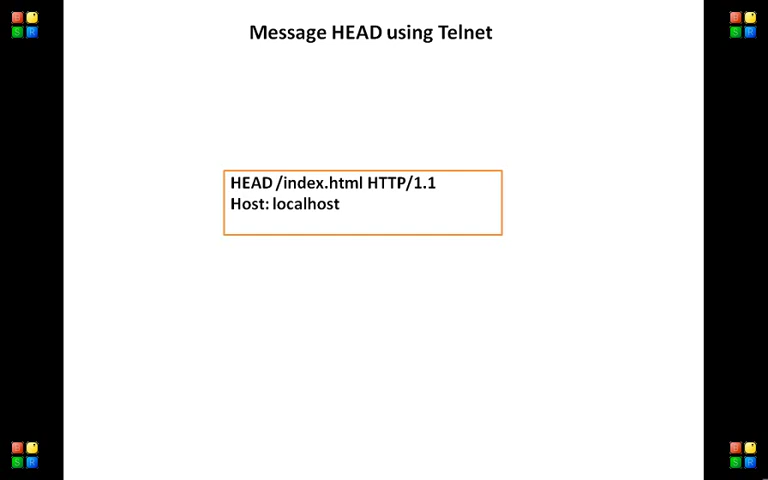 Message HEAD using Telnet
HEAD /index.html HTTP/1.1
Host: localhost